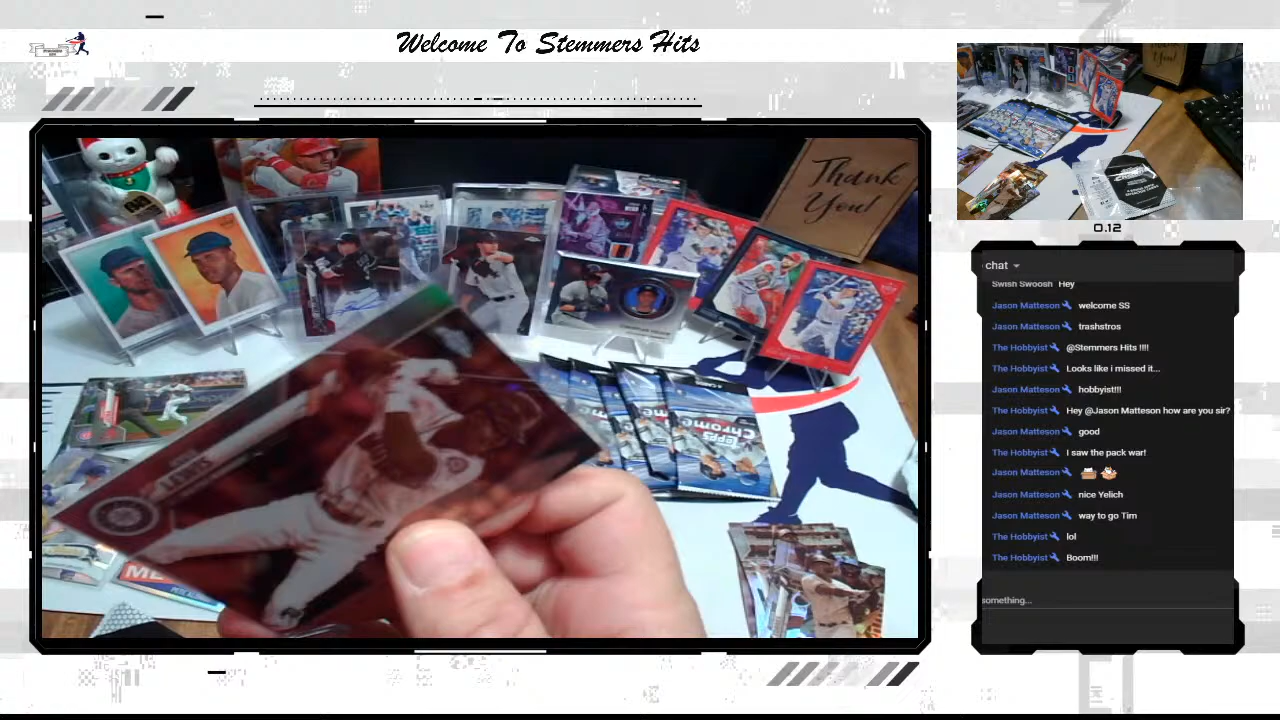 Welcome To Stemmers Hits
Thank
You!
LEWIS
Chrome
0.12
chat
Swish Swoosh Hey
Jason Matteson welcome SS
Jason Matteson trashstros
The Hobbyist @Stemmers Hits !!!!
The Hobbyist Looks like i missed it...
Jason Matteson hobbyist!!!
The Hobbyist Hey @Jason Matteson how are you sir?
Jason Matteson good
The Hobbyist I saw the pack war!
Jason Matteson
Jason Matteson nice Yelich
Jason Matteson way to go Tim
The Hobbyist lol
The Hobbyist Boom!!!
something...